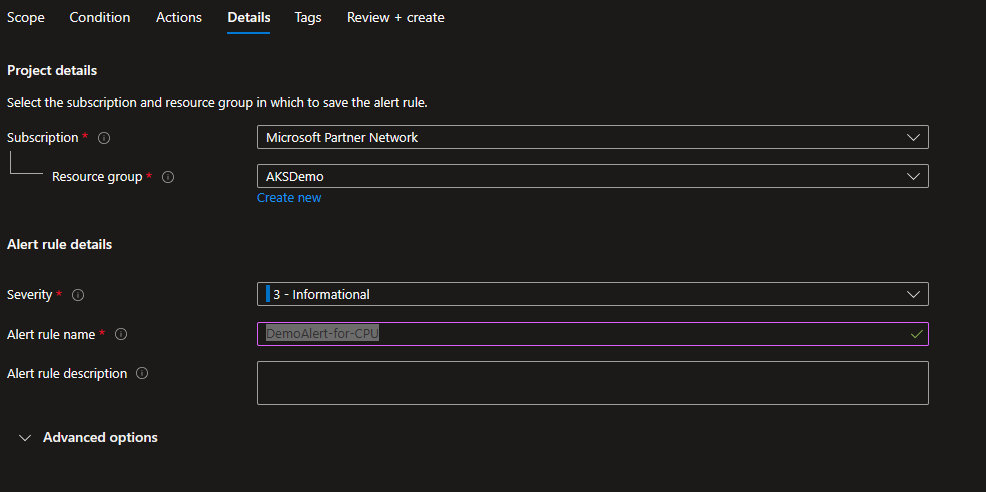 Scope Condition Actions Details Tags Review + create
Project details
Select the subscription and resource group in which to save the alert rule.
Subscription * Microsoft Partner Network
Resource group * AKSDemo
Create new
Alert rule details
Severity * 3 - Informational
Alert rule name * DemoAlert-for-CPU
Alert rule description
Advanced options